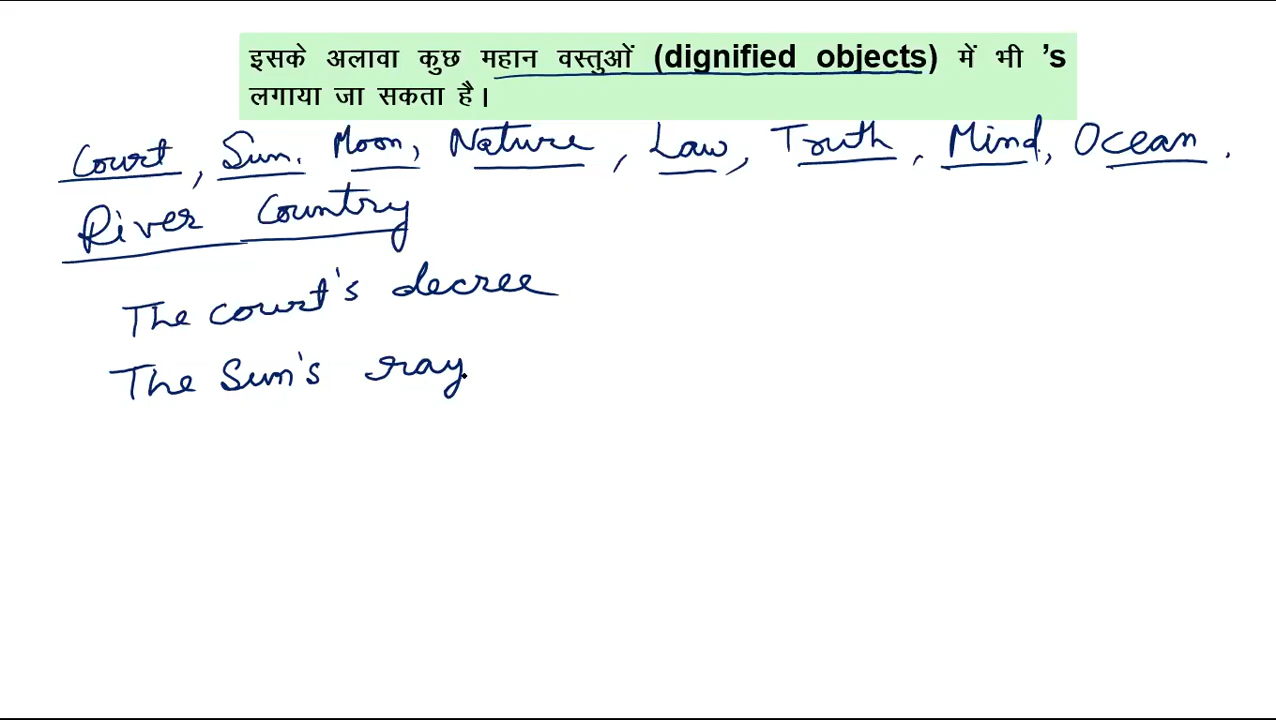 इसके अलावा कुछ महान वस्तुओं (dignified objects) में भी 's
लगाया जा सकता है।
Court, Sun. Moon, Nature, Law, Truth, Mind, Ocean.
River Country
The court's decree
The Sun's ray